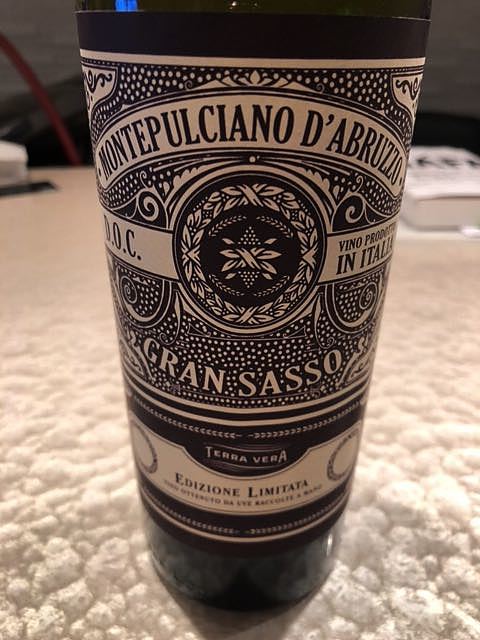 MONTEPULCIANO D'ABRUZZO
D.O.C.
VINO PRODOTTO
IN ITALIA
GRAN SASSO
TERRA VERA
EDIZIONE LIMITATA
VINO OTTENUTO DA UVE RACCOLTE A MANO